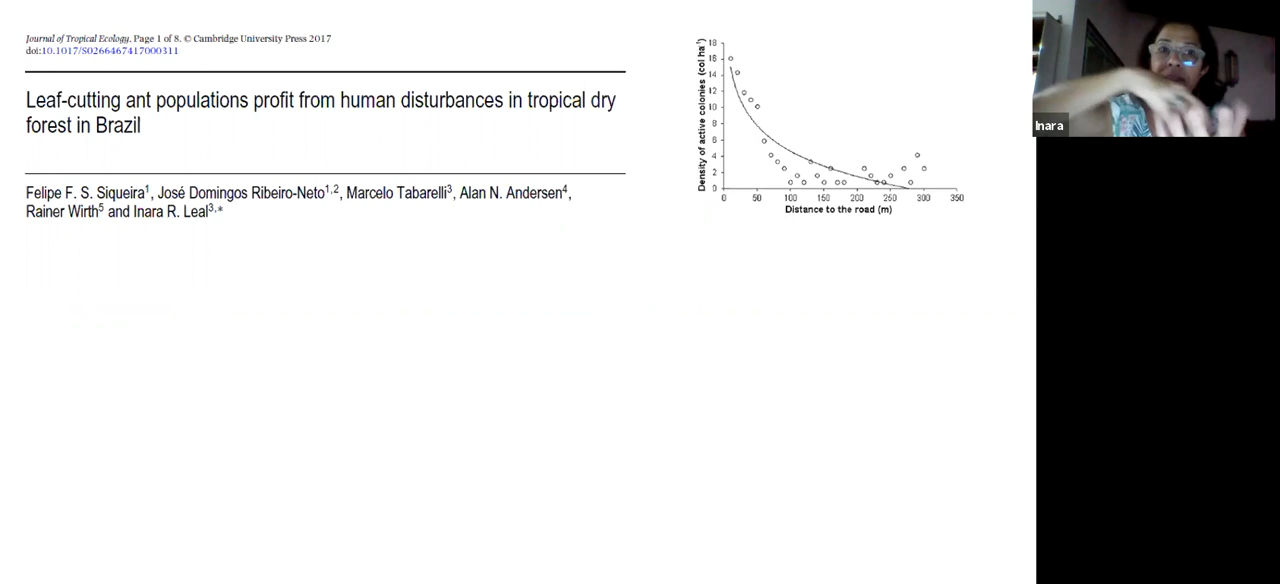 Journal of Tropical Ecology, Page 1 of 8. © Cambridge University Press 2017
doi:10.1017/S0266467417000311
Leaf-cutting ant populations profit from human disturbances in tropical dry
forest in Brazil
Felipe F. S. Siqueira1, José Domingos Ribeiro-Neto1,2, Marcelo Tabarelli3, Alan N. Andersen4,
Rainer Wirth5 and Inara R. Leal3,*
Density of active colonies (col ha-1)
18
16
14
12
10
8
6
4
2
0
0 50 100 150 200 250 300 350
Distance to the road (m)
Inara